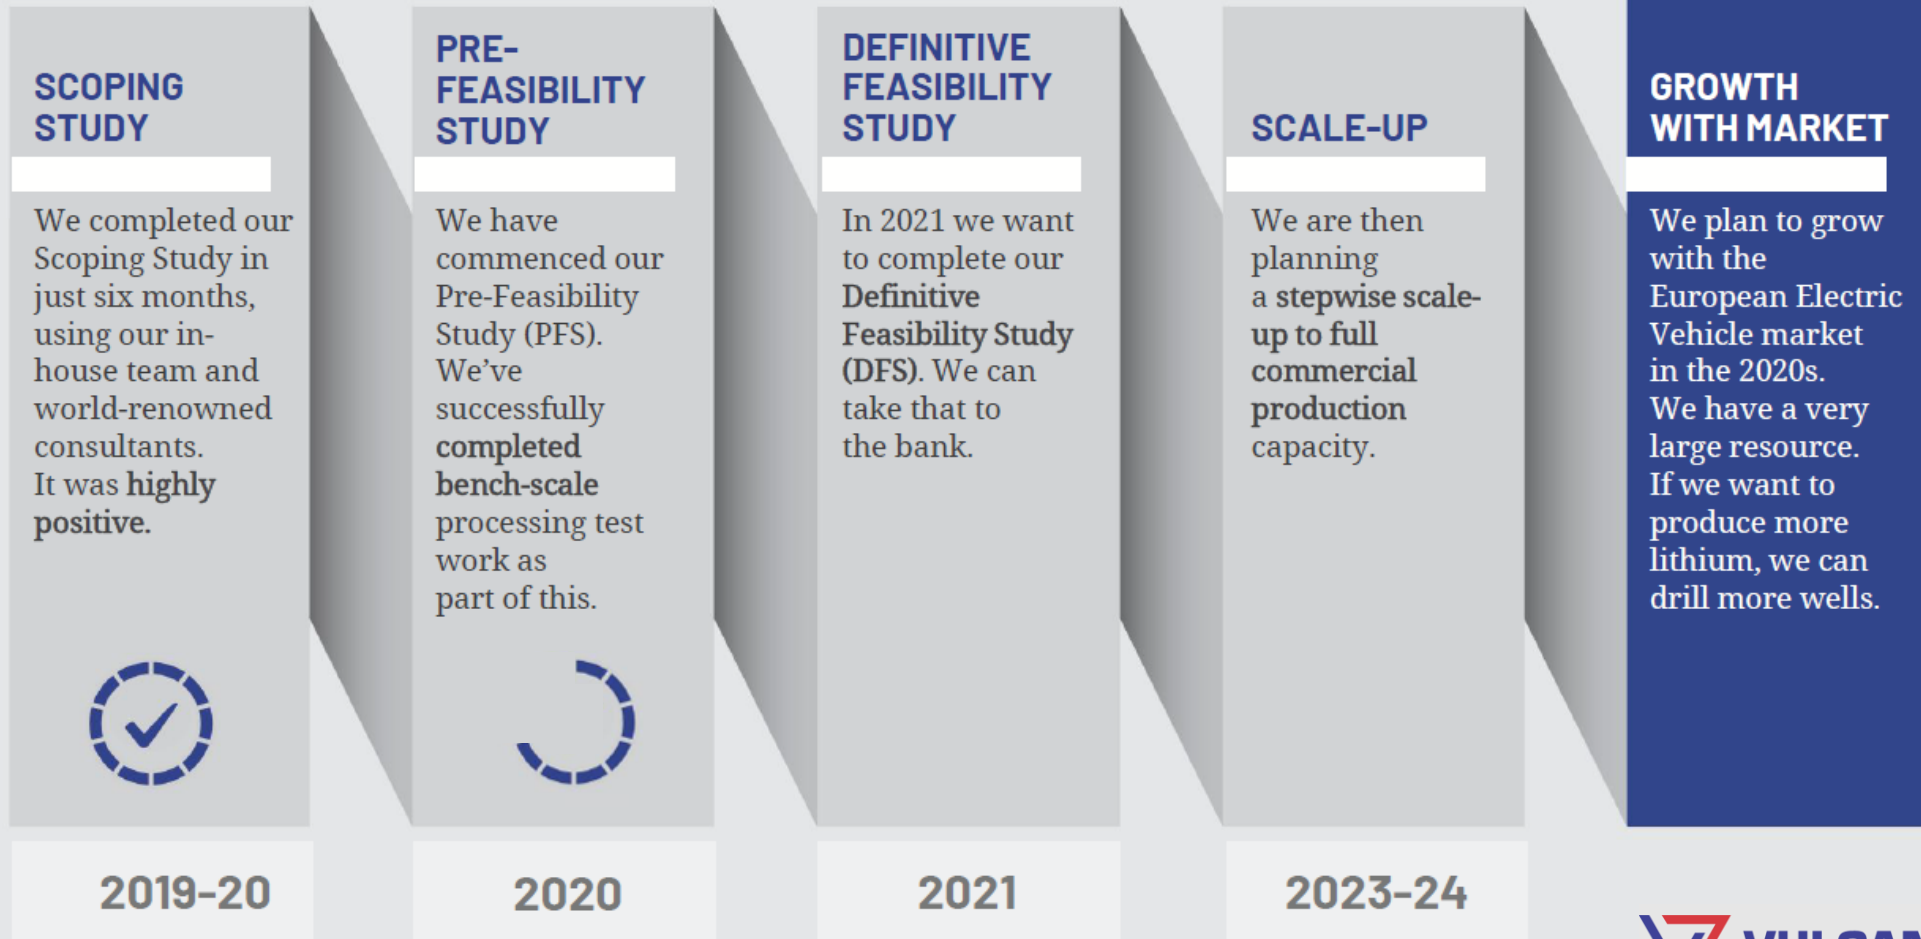 SCOPING
STUDY
We completed our
Scoping Study in
just six months,
using our in-
house team and
world-renowned
consultants.
It was highly
positive.
2019-20
PRE-
FEASIBILITY
STUDY
We have
commenced our
Pre-Feasibility
Study (PFS).
We’ve
successfully
completed
bench-scale
processing test
work as
part of this.
2020
DEFINITIVE
FEASIBILITY
STUDY
In 2021 we want
to complete our
Definitive
Feasibility Study
(DFS). We can
take that to
the bank.
2021
SCALE-UP
We are then
planning
a stepwise scale-
up to full
commercial
production
capacity.
2023-24
GROWTH
WITH MARKET
We plan to grow
with the
European Electric
Vehicle market
in the 2020s.
We have a very
large resource.
If we want to
produce more
lithium, we can
drill more wells.